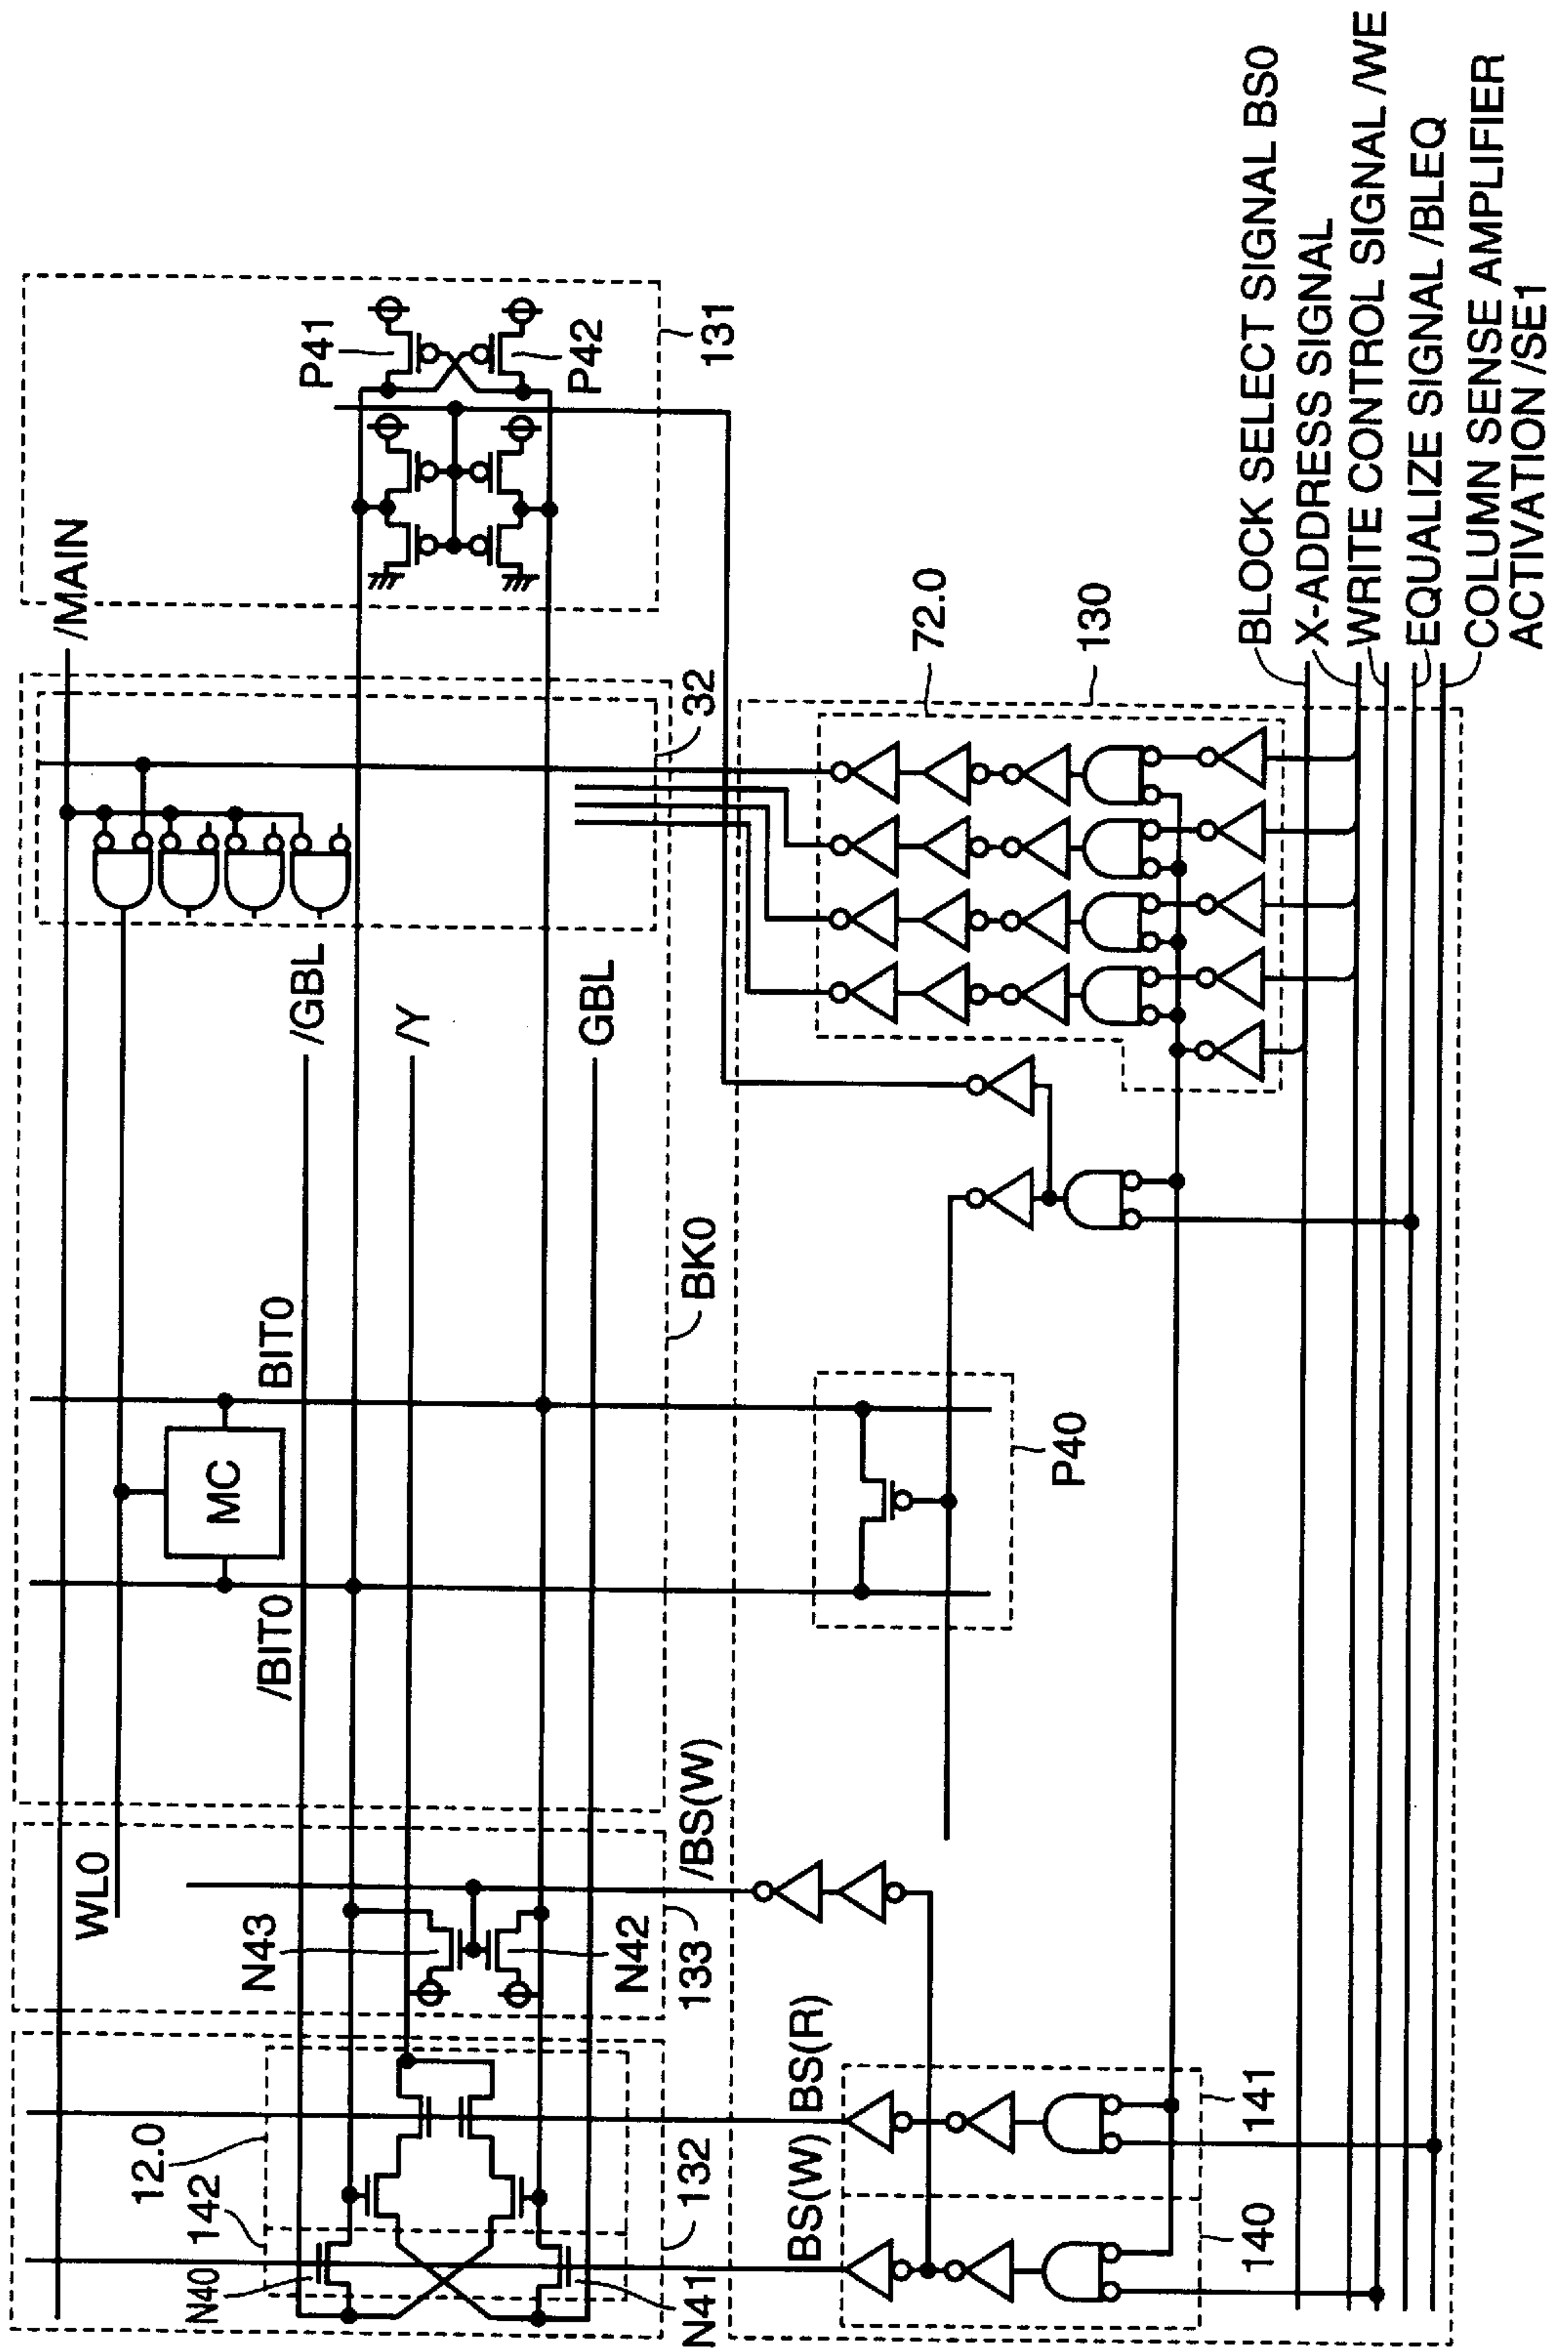 /MAIN
P41
P42
131
32
/GBL
/Y
GBL
BK0
BIT0
/BIT0
MC
WL0
N43
N42
133
/BS(W)
12.0
142
N40
N41
132
BS(R)
BS(W)
141
140
P40
72.0
130
BLOCK SELECT SIGNAL BS0
X-ADDRESS SIGNAL
WRITE CONTROL SIGNAL /WE
EQUALIZE SIGNAL /BLEQ
COLUMN SENSE AMPLIFIER
ACTIVATION /SE1